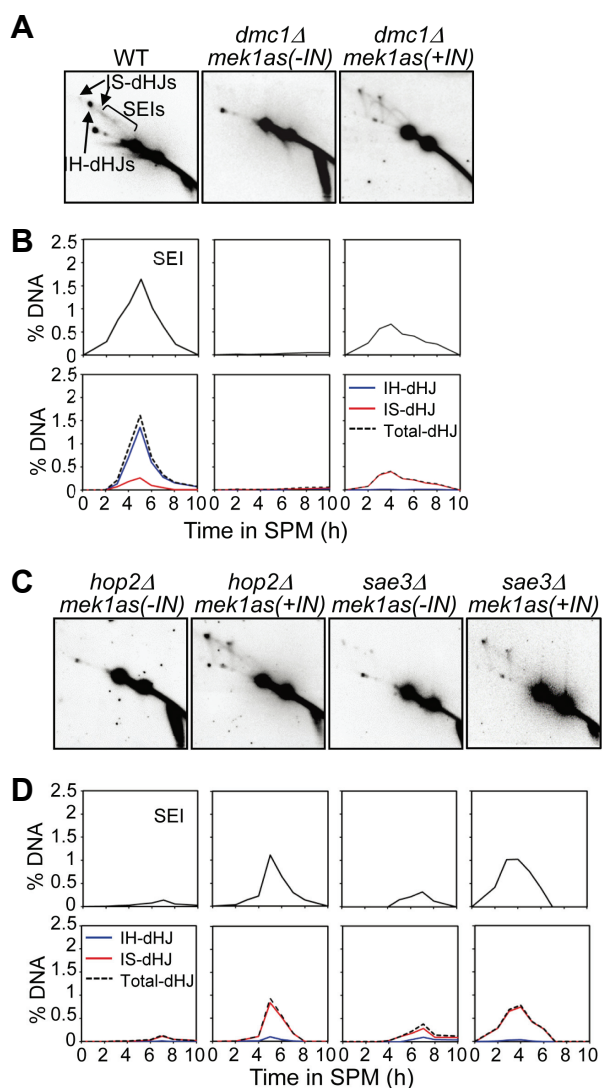 A
WT
dmc1Δ
mek1as(-IN)
dmc1Δ
mek1as(+IN)
IS-dHJs
SEIs
IH-dHJs
B
2.5
2
1.5
1
0.5
0
% DNA
SEI
2.5
2
1.5
1
0.5
0
% DNA
IH-dHJ
IS-dHJ
Total-dHJ
0 2 4 6 8 10 0 2 4 6 8 10 0 2 4 6 8 10
Time in SPM (h)
C
hop2Δ
mek1as(-IN)
hop2Δ
mek1as(+IN)
sae3Δ
mek1as(-IN)
sae3Δ
mek1as(+IN)
D
2.5
2
1.5
1
0.5
0
% DNA
SEI
2.5
2
1.5
1
0.5
0
% DNA
IH-dHJ
IS-dHJ
Total-dHJ
0 2 4 6 8 10 0 2 4 6 8 10 0 2 4 6 8 10 0 2 4 6 8 10
Time in SPM (h)